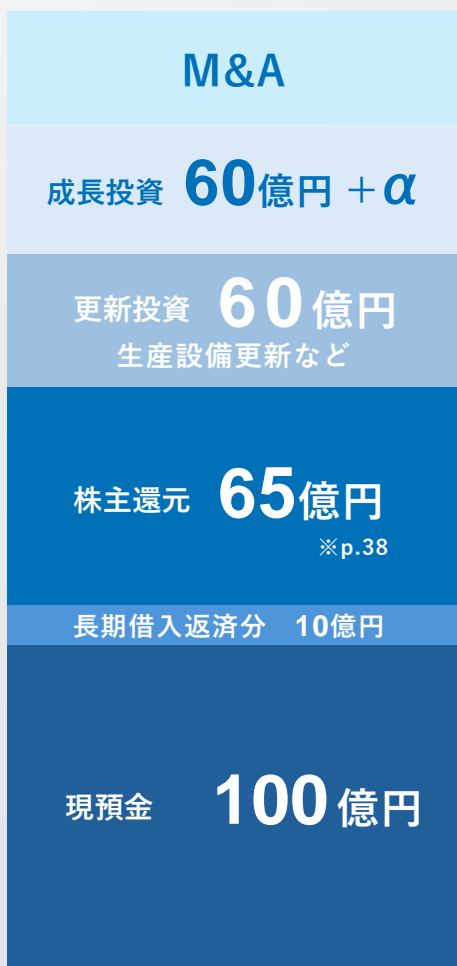 M&A
成長投資 60億円 +α
更新投資 60億円
生産設備更新など
株主還元 65億円
※p.38
長期借入返済分 10億円
現預金 100億円